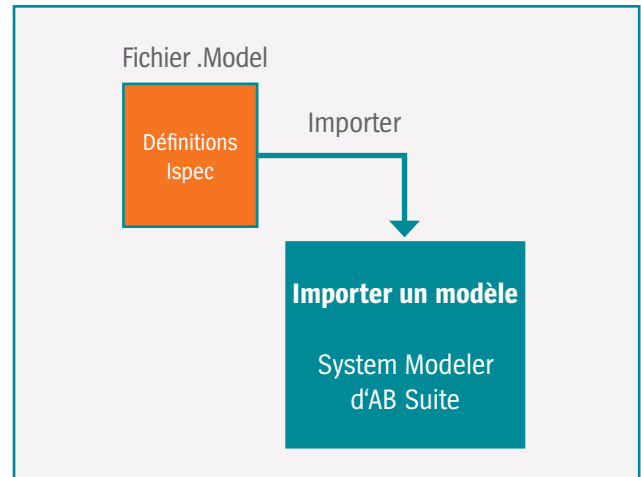 Fichier .Model
Définitions
Ispec
Importer
Importer un modèle
System Modeler
d‘AB Suite